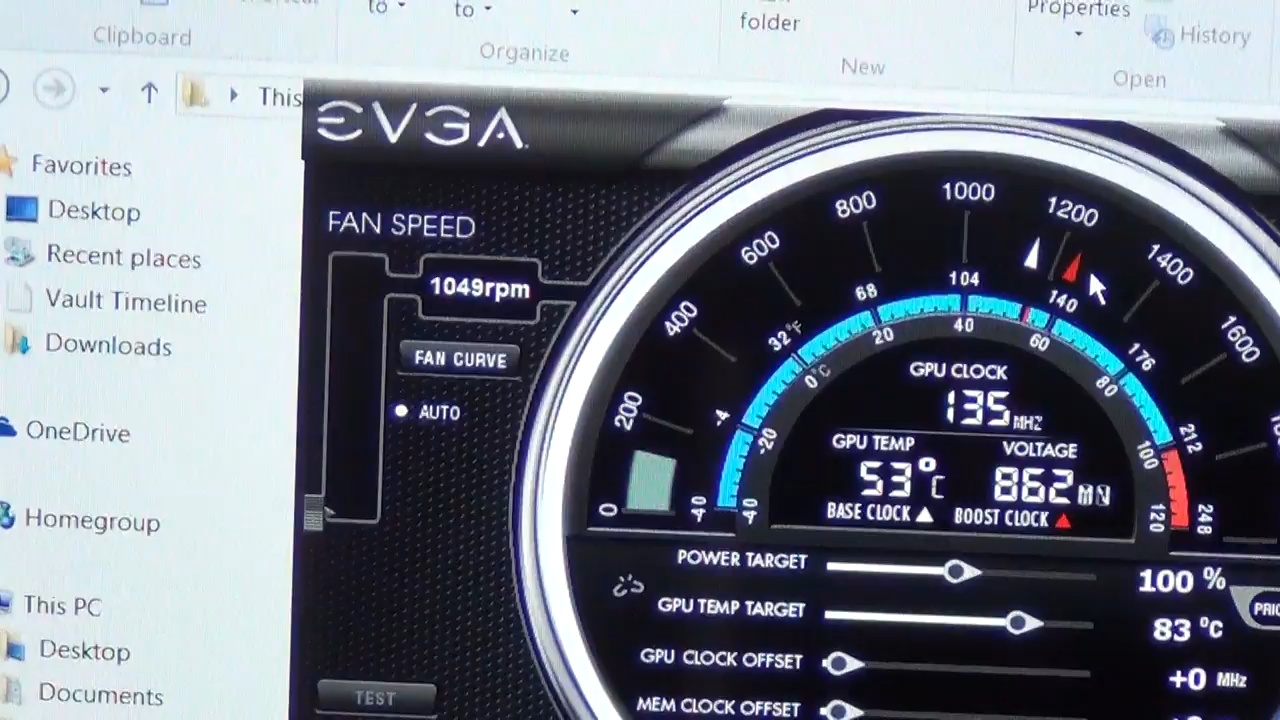 to
to
folder
Properties
History
Clipboard
Organize
New
Open
This
EVGA
Favorites
Desktop
Recent places
Vault Timeline
Downloads
OneDrive
Homegroup
This PC
Desktop
Documents
FAN SPEED
1049rpm
FAN CURVE
AUTO
TEST
0
200
400
600
800
1000
1200
1400
1600
-40
-4
32°F
68
104
140
176
212
248
-40
-20
0°C
20
40
60
80
100
120
GPU CLOCK
135 MHZ
GPU TEMP
VOLTAGE
53°C
862
BASE CLOCK
BOOST CLOCK
POWER TARGET
100 %
GPU TEMP TARGET
83 °C
GPU CLOCK OFFSET
+0 MHz
MEM CLOCK OFFSET